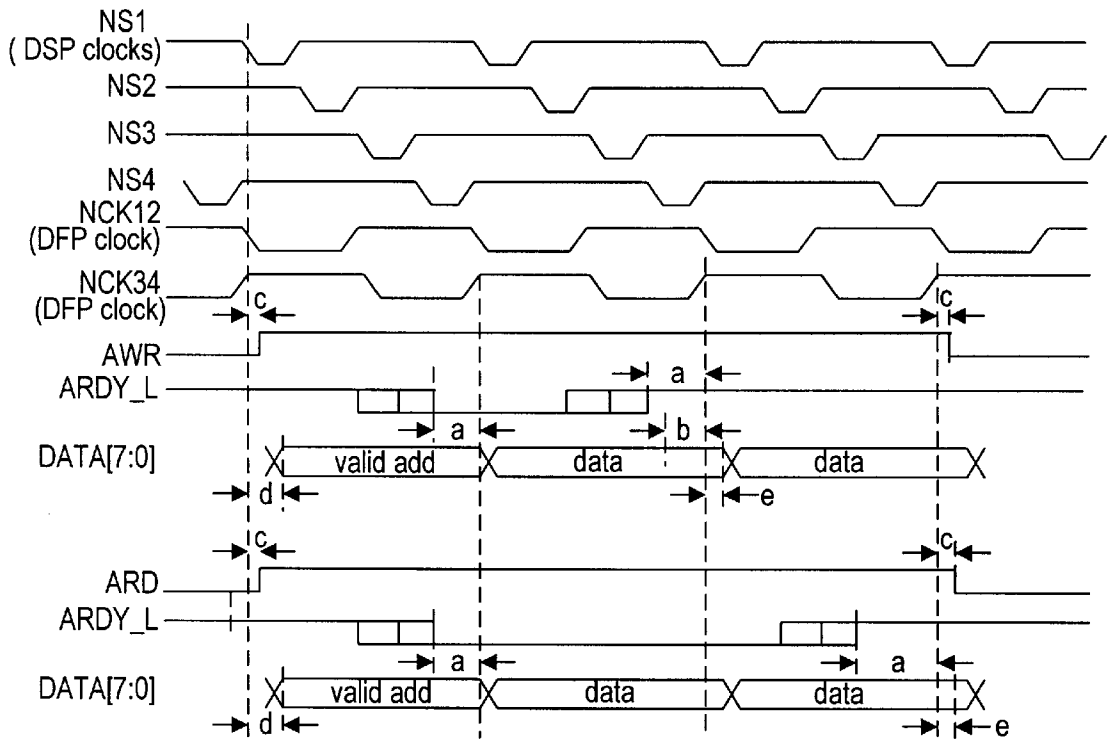 NS1
( DSP clocks)
NS2
NS3
NS4
NCK12
(DFP clock)
NCK34
(DFP clock)
c
c
AWR
ARDY_L
a
a
b
DATA[7:0]
valid add
data
data
d
e
c
c
ARD
ARDY_L
a
a
DATA[7:0]
valid add
data
data
d
e